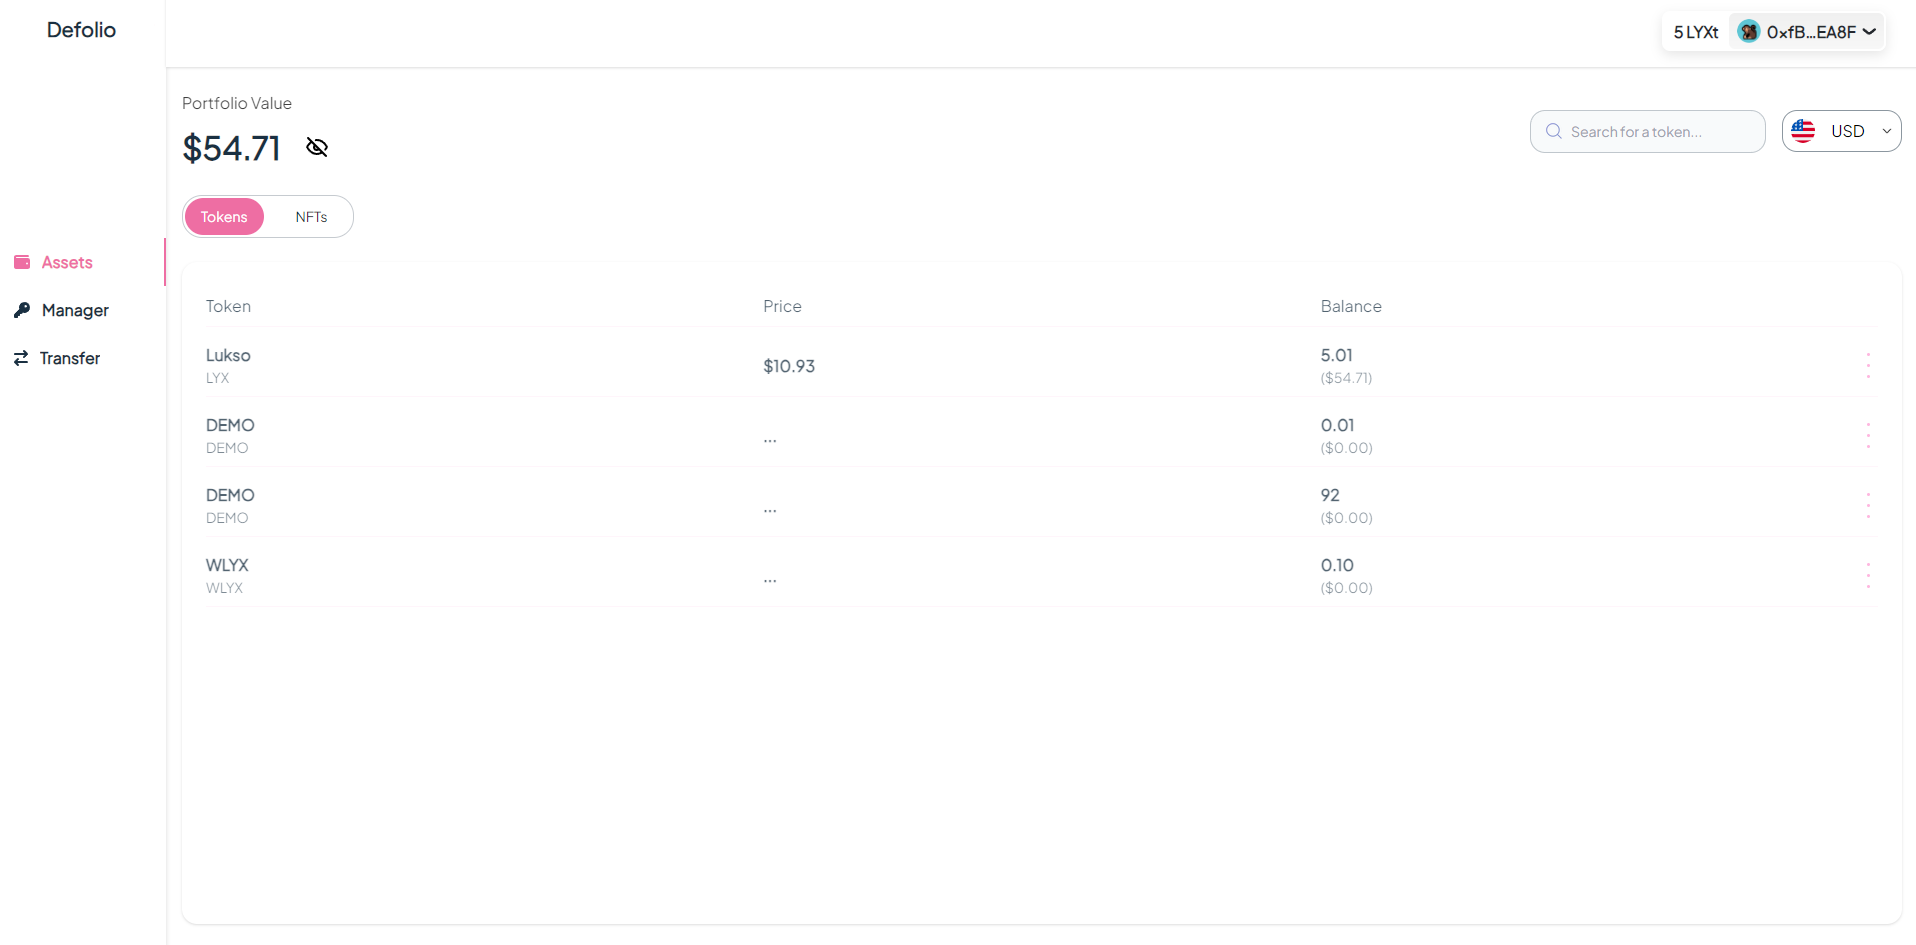 Defolio
5 LYXt 0xfB...EA8F
Portfolio Value
$54.71
Search for a token...
USD
Tokens NFTs
Assets
Manager
Transfer
Token Price Balance
Lukso
LYX
$10.93
5.01
($54.71)
DEMO
DEMO
...
0.01
($0.00)
DEMO
DEMO
...
92
($0.00)
WLYX
WLYX
...
0.10
($0.00)